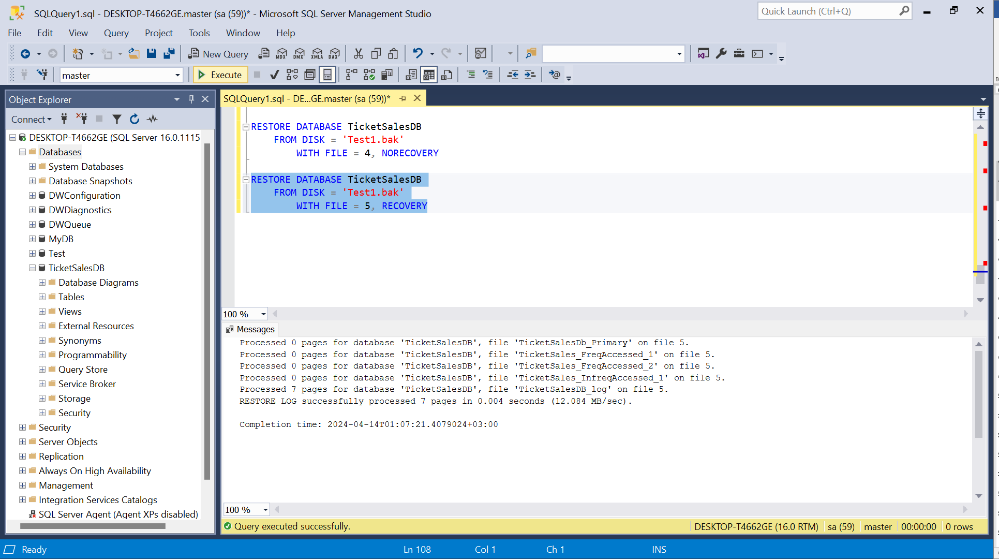 SQLQuery1.sql - DESKTOP-T4662GE.master (sa (59))* - Microsoft SQL Server Management Studio
Quick Launch (Ctrl+Q)
File Edit View Query Project Tools Window Help
New Query MDX DMX XMLA DAX
master Execute
Object Explorer
Connect
DESKTOP-T4662GE (SQL Server 16.0.1115
Databases
System Databases
Database Snapshots
DWConfiguration
DWDiagnostics
DWQueue
MyDB
Test
TicketSalesDB
Database Diagrams
Tables
Views
External Resources
Synonyms
Programmability
Query Store
Service Broker
Storage
Security
Security
Server Objects
Replication
Always On High Availability
Management
Integration Services Catalogs
SQL Server Agent (Agent XPs disabled)
SQLQuery1.sql - DE...GE.master (sa (59))*
RESTORE DATABASE TicketSalesDB
FROM DISK = 'Test1.bak'
WITH FILE = 4, NORECOVERY
RESTORE DATABASE TicketSalesDB
FROM DISK = 'Test1.bak'
WITH FILE = 5, RECOVERY
100 %
Messages
Processed 0 pages for database 'TicketSalesDB', file 'TicketSalesDb_Primary' on file 5.
Processed 0 pages for database 'TicketSalesDB', file 'TicketSales_FreqAccessed_1' on file 5.
Processed 0 pages for database 'TicketSalesDB', file 'TicketSales_FreqAccessed_2' on file 5.
Processed 0 pages for database 'TicketSalesDB', file 'TicketSales_InfreqAccessed_1' on file 5.
Processed 7 pages for database 'TicketSalesDB', file 'TicketSalesDB_log' on file 5.
RESTORE LOG successfully processed 7 pages in 0.004 seconds (12.084 MB/sec).
Completion time: 2024-04-14T01:07:21.4079024+03:00
100 %
Query executed successfully. DESKTOP-T4662GE (16.0 RTM) sa (59) master 00:00:00 0 rows
Ready Ln 108 Col 1 Ch 1 INS